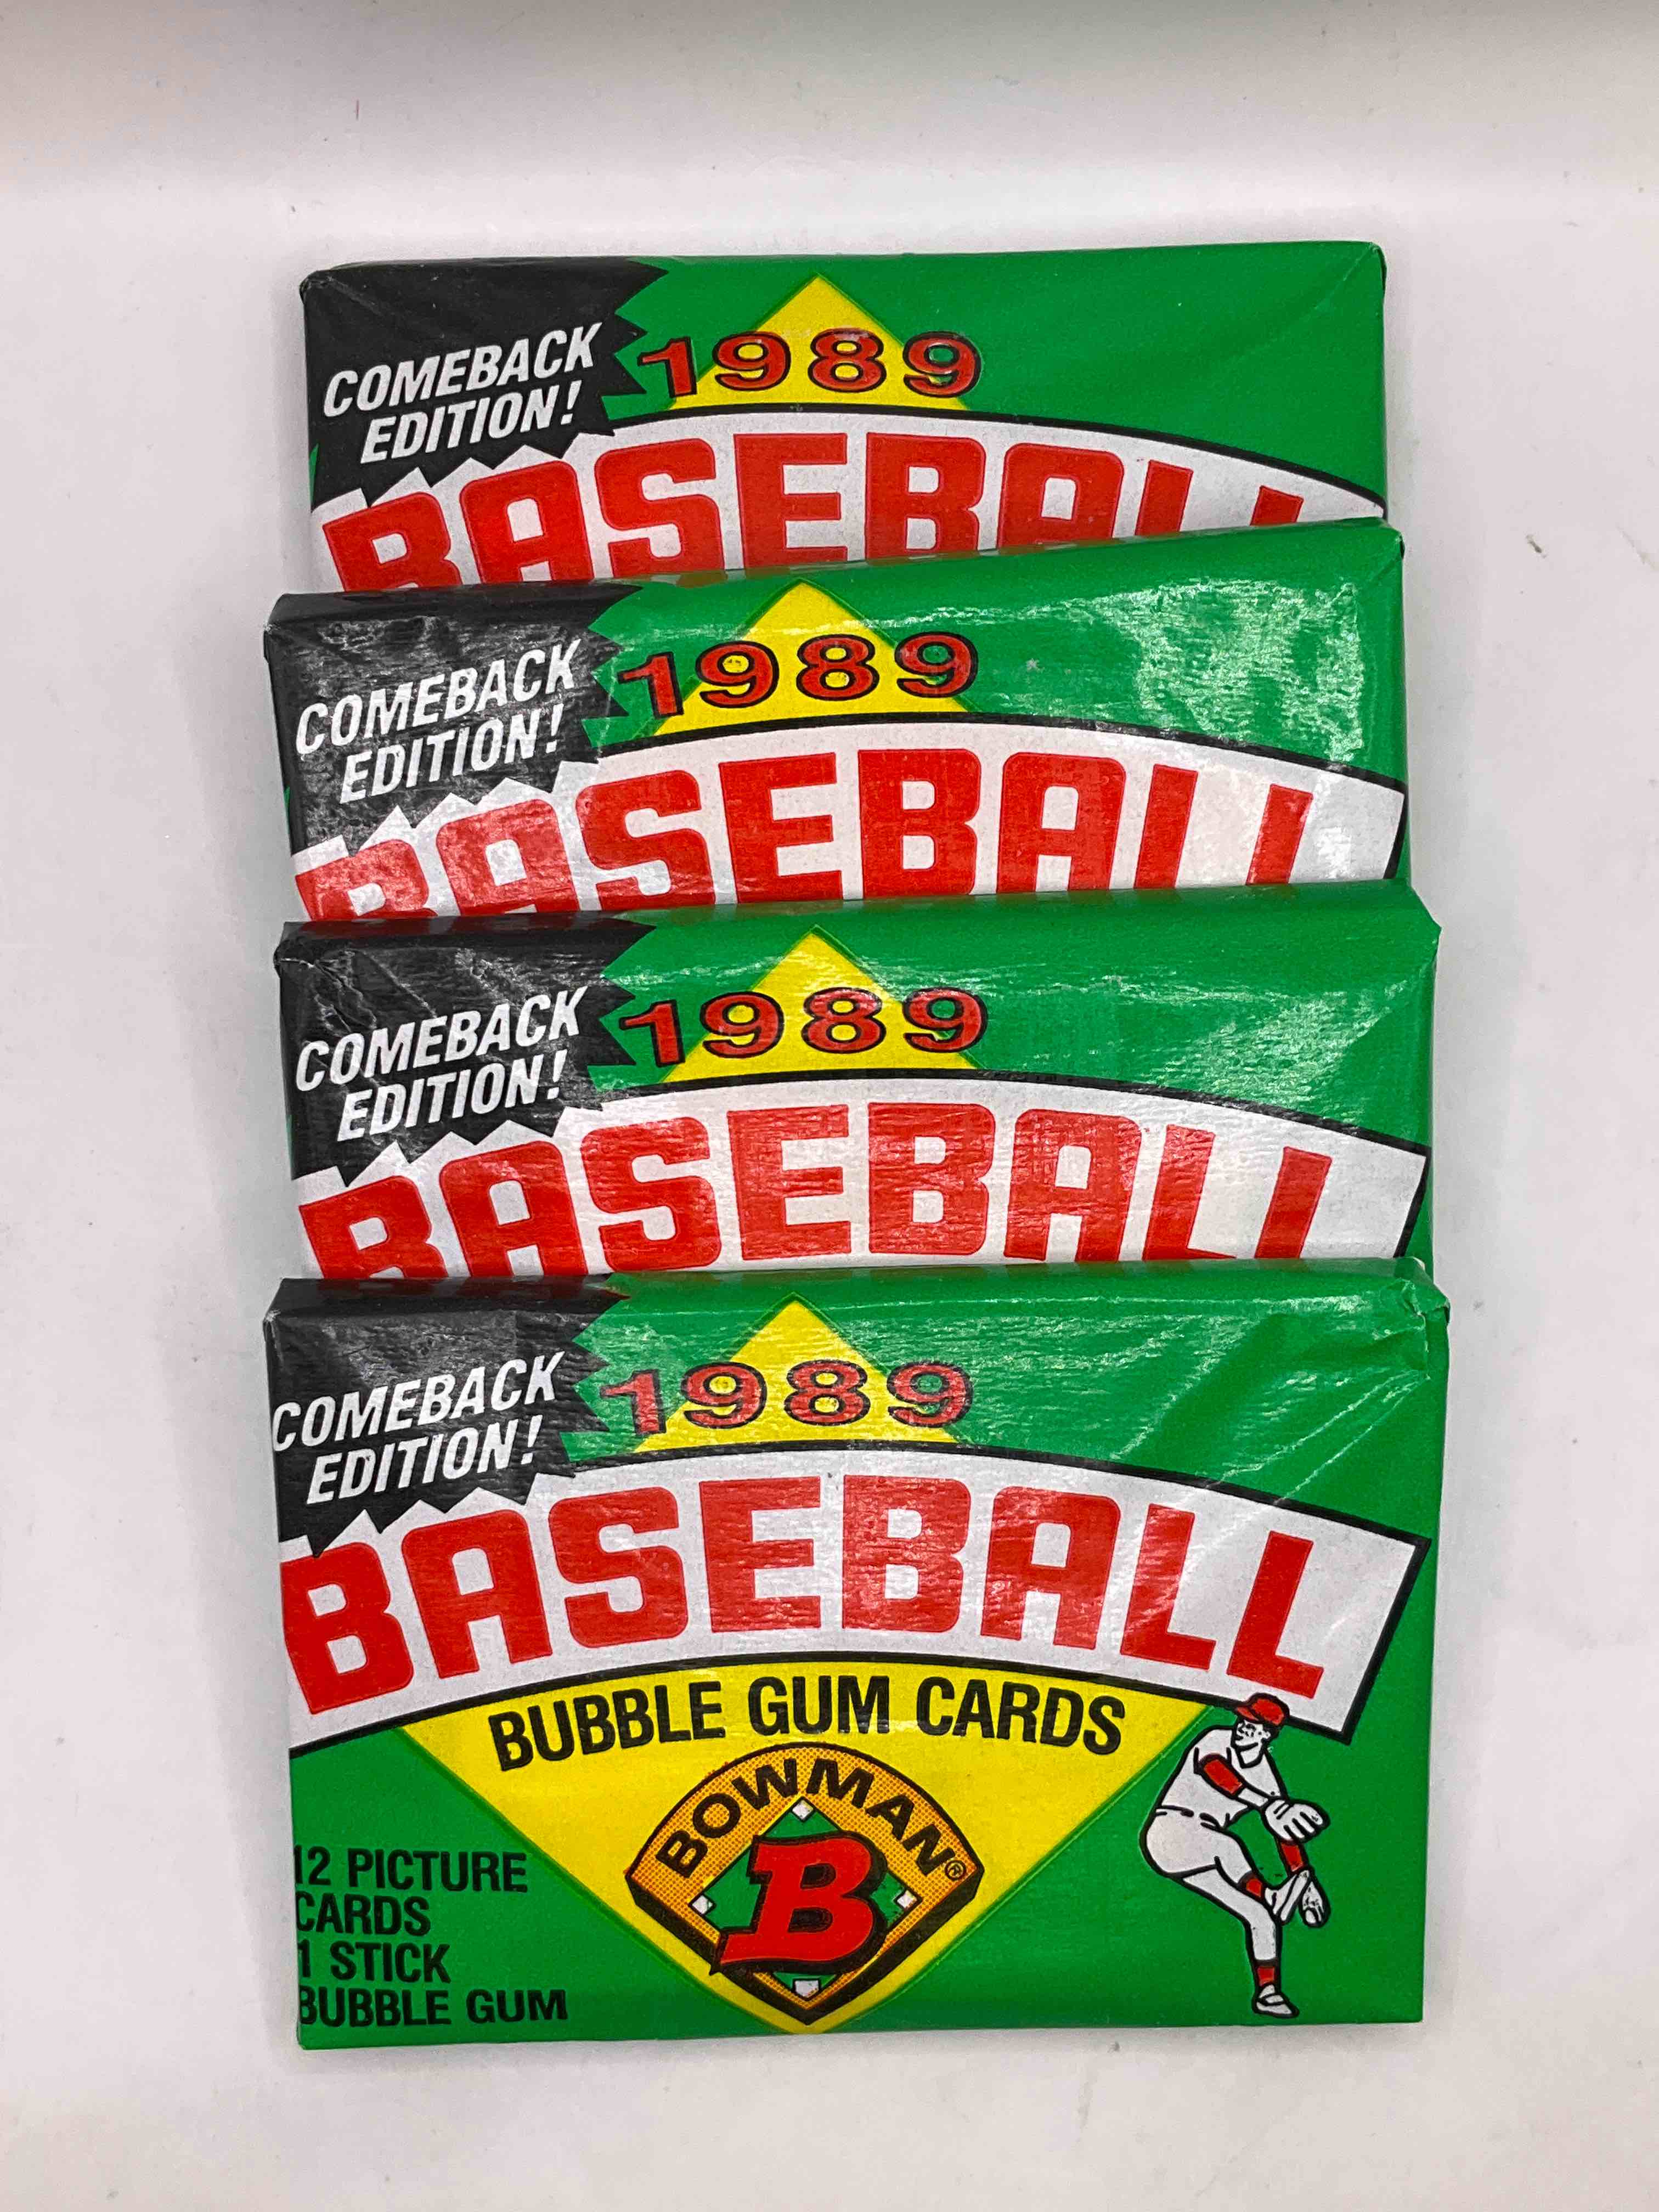 COMEBACK
EDITION!
1989
BASEBALL
COMEBACK
EDITION!
1989
BASEBALL
COMEBACK
EDITION!
1989
BASEBALL
COMEBACK
EDITION!
1989
BASEBALL
BUBBLE GUM CARDS
BOWMAN®
B
12 PICTURE
CARDS
1 STICK
BUBBLE GUM